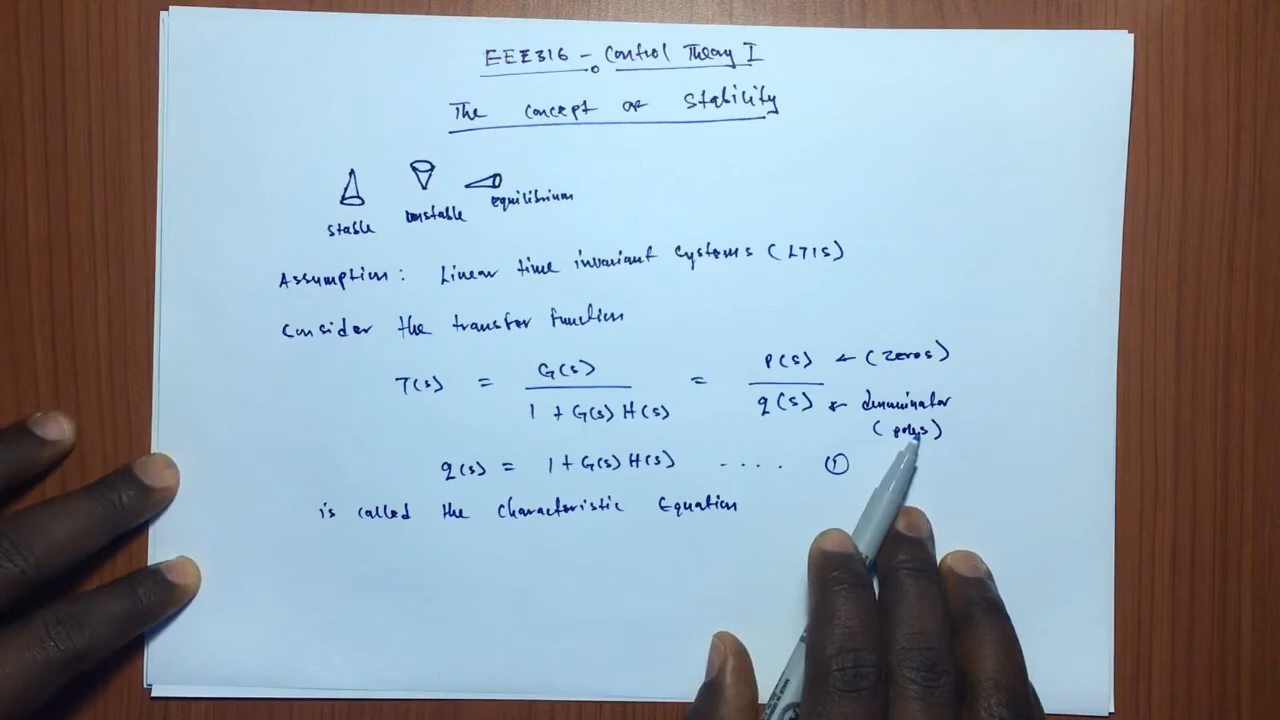 EEE316 - Control Theory I
The concept of stability
stable unstable equilibrium
Assumption: Linear time invariant systems (LTIS)
Consider the transfer function
T(s) = G(s) / 1 + G(s) H(s) = P(s) ← (zeros) / q(s) ← denominator
(poles)
q(s) = 1 + G(s) H(s) .... ①
is called the characteristic Equation